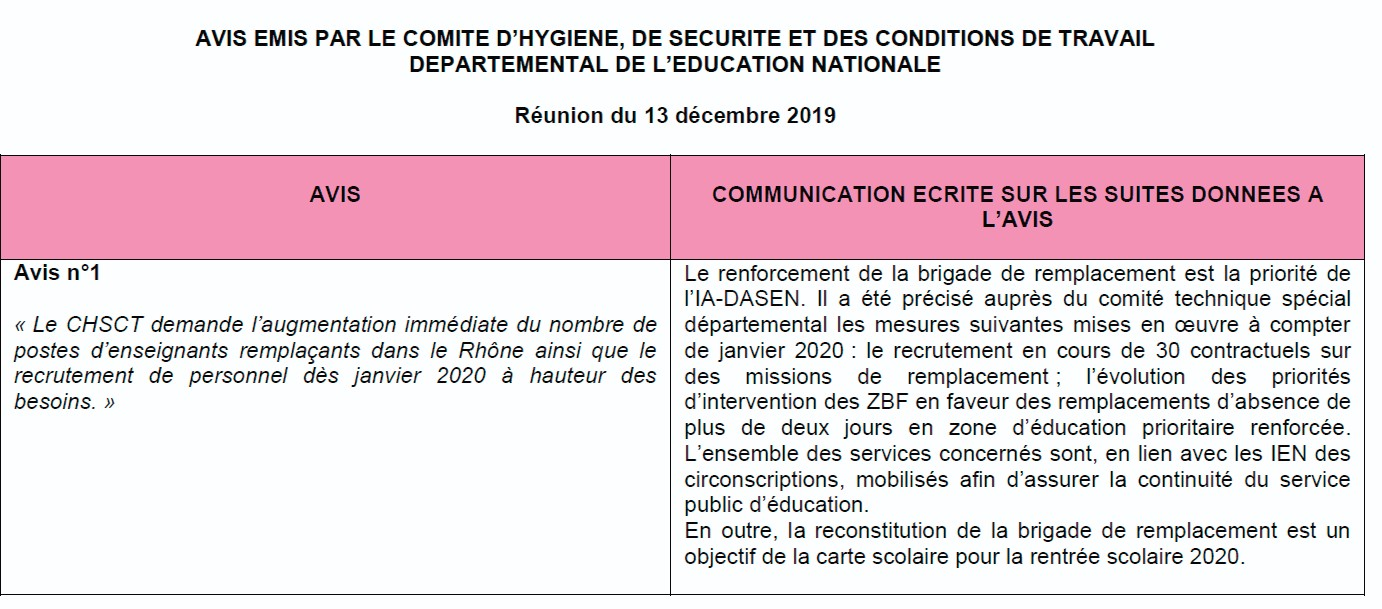 AVIS EMIS PAR LE COMITE D’HYGIENE, DE SECURITE ET DES CONDITIONS DE TRAVAIL
DEPARTEMENTAL DE L’EDUCATION NATIONALE
Réunion du 13 décembre 2019
AVIS
COMMUNICATION ECRITE SUR LES SUITES DONNEES A
L’AVIS
Avis n°1
« Le CHSCT demande l’augmentation immédiate du nombre de
postes d’enseignants remplaçants dans le Rhône ainsi que le
recrutement de personnel dès janvier 2020 à hauteur des
besoins. »
Le renforcement de la brigade de remplacement est la priorité de
l’IA-DASEN. Il a été précisé auprès du comité technique spécial
départemental les mesures suivantes mises en œuvre à compter
de janvier 2020 : le recrutement en cours de 30 contractuels sur
des missions de remplacement ; l’évolution des priorités
d’intervention des ZBF en faveur des remplacements d’absence de
plus de deux jours en zone d’éducation prioritaire renforcée.
L’ensemble des services concernés sont, en lien avec les IEN des
circonscriptions, mobilisés afin d’assurer la continuité du service
public d’éducation.
En outre, la reconstitution de la brigade de remplacement est un
objectif de la carte scolaire pour la rentrée scolaire 2020.